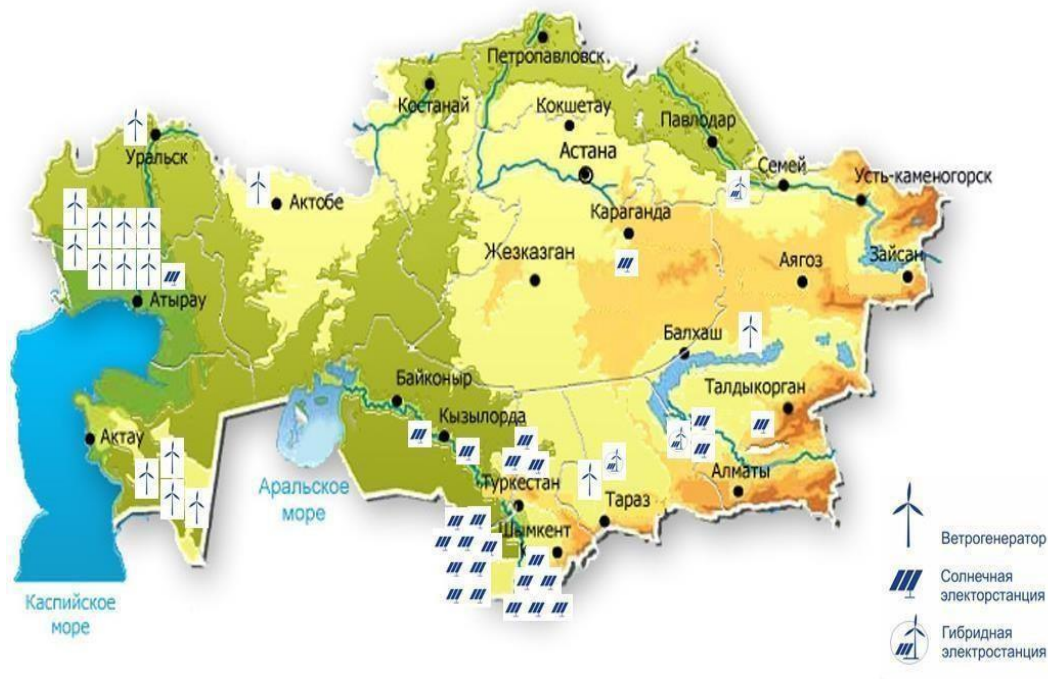 Петропавловск
Костанай
Кокшетау
Павлодар
Астана
Уральск
Семей
Усть-каменогорск
Актобе
Караганда
Жезказган
Аягоз
Зайсан
Атырау
Балхаш
Байконыр
Талдыкорган
Кызылорда
Актау
Туркестан
Алматы
Аральское
море
Тараз
Шымкент
Каспийское
море
Ветрогенератор
Солнечная
электорстанция
Гибридная
электростанция